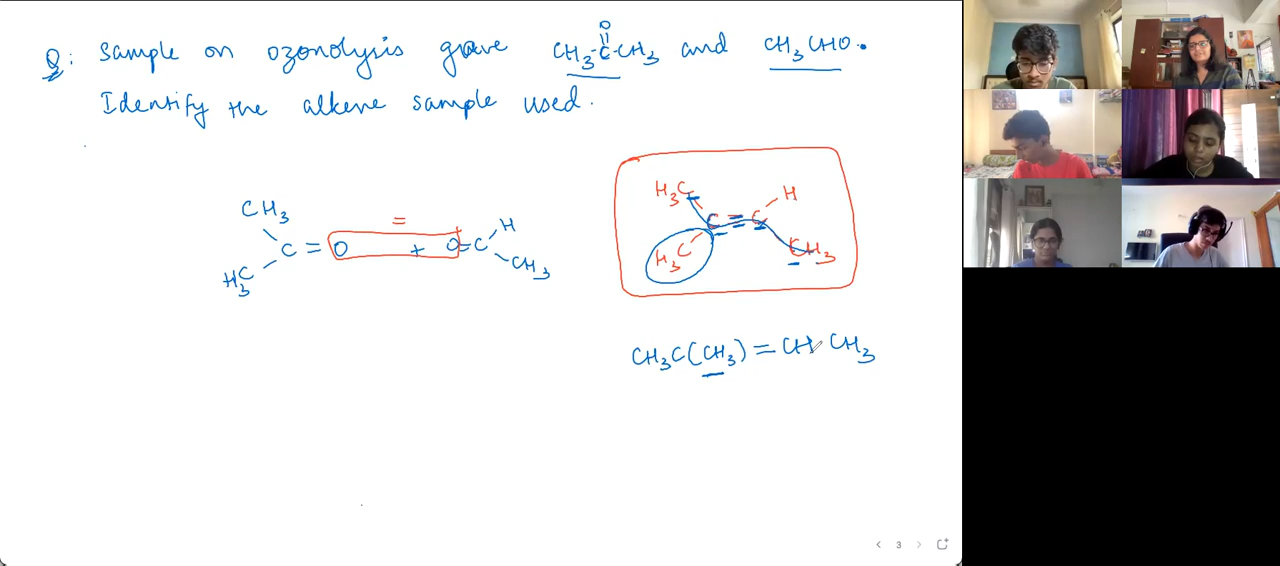 O
Q: Sample on ozonolysis gave CH3-C-CH3 and CH3CHO.
Identify the alkene sample used.
H3C H
CH3 = C = C
C = O + O=C H
H3C CH3 H3C CH3
CH3C(CH3) = CH CH3
< 3 >